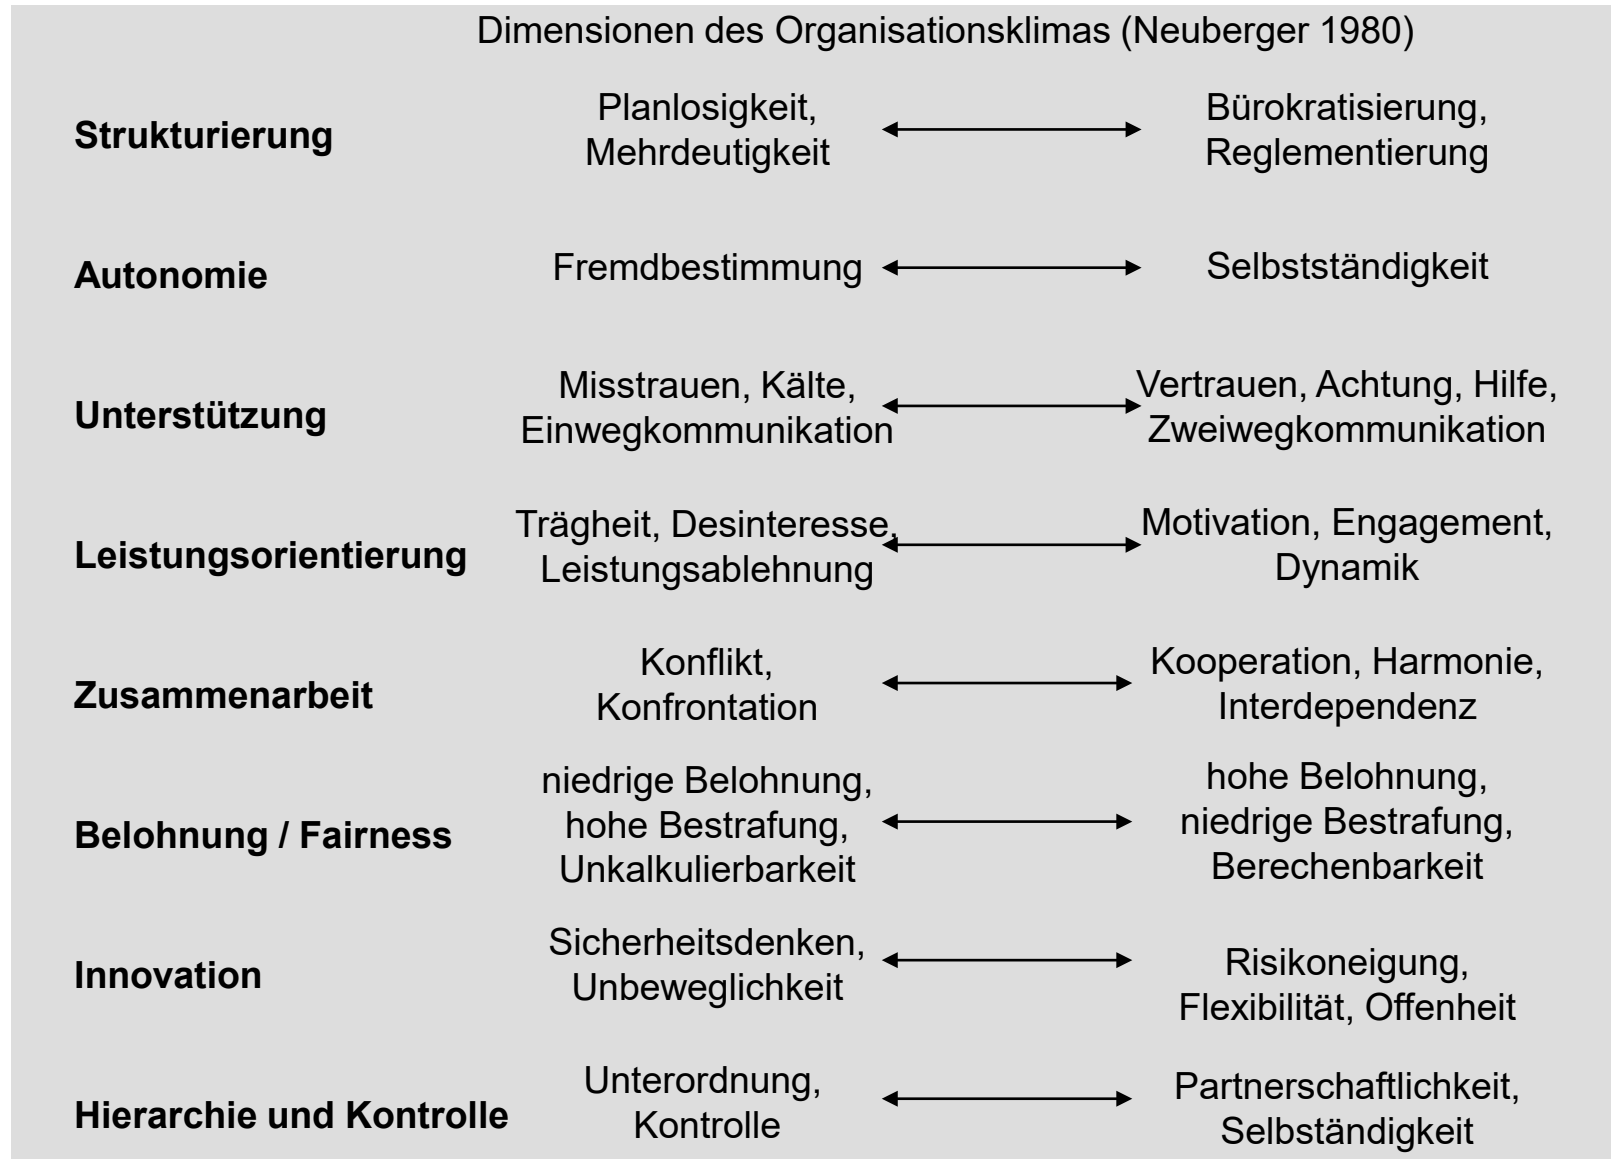 Dimensionen des Organisationsklimas (Neuberger 1980)
Strukturierung
Planlosigkeit,
Mehrdeutigkeit
Bürokratisierung,
Reglementierung
Autonomie
Fremdbestimmung
Selbstständigkeit
Unterstützung
Misstrauen, Kälte,
Einwegkommunikation
Vertrauen, Achtung, Hilfe,
Zweiwegkommunikation
Leistungsorientierung
Trägheit, Desinteresse,
Leistungsablehnung
Motivation, Engagement,
Dynamik
Zusammenarbeit
Konflikt,
Konfrontation
Kooperation, Harmonie,
Interdependenz
Belohnung / Fairness
niedrige Belohnung,
hohe Bestrafung,
Unkalkulierbarkeit
hohe Belohnung,
niedrige Bestrafung,
Berechenbarkeit
Innovation
Sicherheitsdenken,
Unbeweglichkeit
Risikoneigung,
Flexibilität, Offenheit
Hierarchie und Kontrolle
Unterordnung,
Kontrolle
Partnerschaftlichkeit,
Selbständigkeit